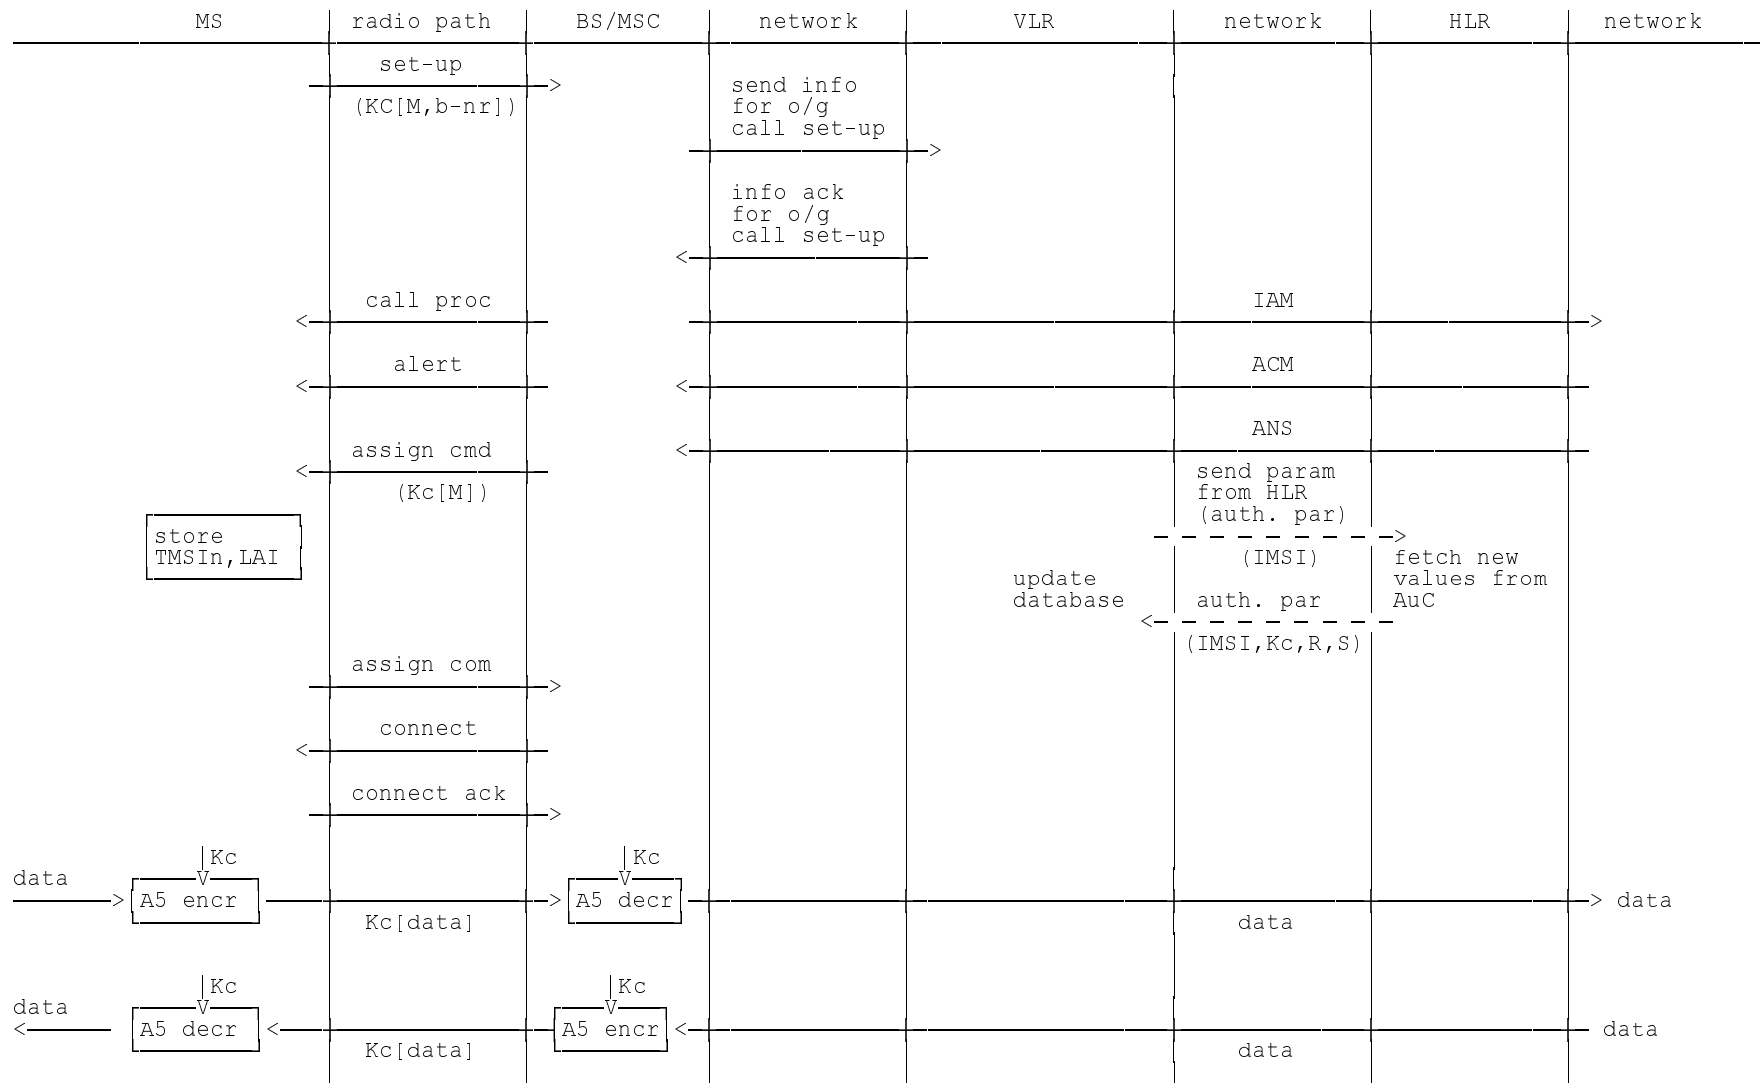 MS radio path BS/MSC network VLR network HLR network
set-up
(KC[M,b-nr])
send info
for o/g
call set-up
info ack
for o/g
call set-up
call proc IAM
alert ACM
ANS
assign cmd
(Kc[M])
send param
from HLR
(auth. par)
store
TMSIn,LAI
(IMSI)
fetch new
values from
AuC
update
database
auth. par
(IMSI,Kc,R,S)
assign com
connect
connect ack
Kc Kc
data
A5 encr A5 decr data
Kc[data] data
Kc Kc
data
A5 decr A5 encr data
Kc[data] data